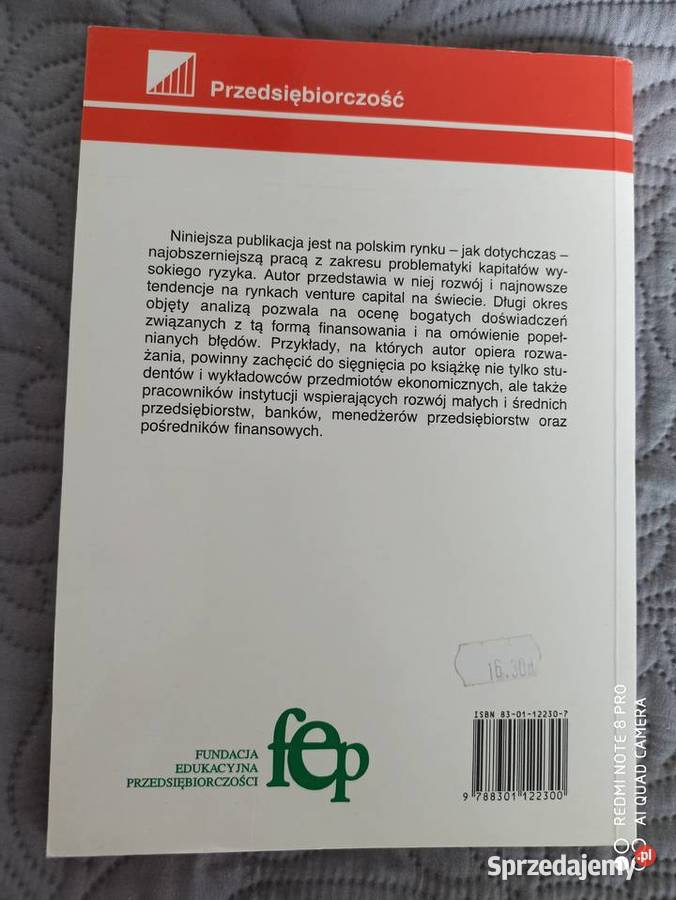 Przedsiębiorczość
Niniejsza publikacja jest na polskim rynku – jak dotychczas –
najobszerniejszą pracą z zakresu problematyki kapitałów wy-
sokiego ryzyka. Autor przedstawia w niej rozwój i najnowsze
tendencje na rynkach venture capital na świecie. Długi okres
objęty analizą pozwala na ocenę bogatych doświadczeń
związanych z tą formą finansowania i na omówienie popeł-
nianych błędów. Przykłady, na których autor opiera rozwa-
żania, powinny zachęcić do sięgnięcia po książkę nie tylko stu-
dentów i wykładowców przedmiotów ekonomicznych, ale także
pracowników instytucji wspierających rozwój małych i średnich
przedsiębiorstw, banków, menedżerów przedsiębiorstw oraz
pośredników finansowych.
16.30zł
ISBN 83-01-12230-7
9 788301 122300
FUNDACJA
EDUKACYJNA
PRZEDSIĘBIORCZOŚCI
fep
REDMI NOTE 8 PRO
AI QUAD CAMERA
Sprzedajemy.pl